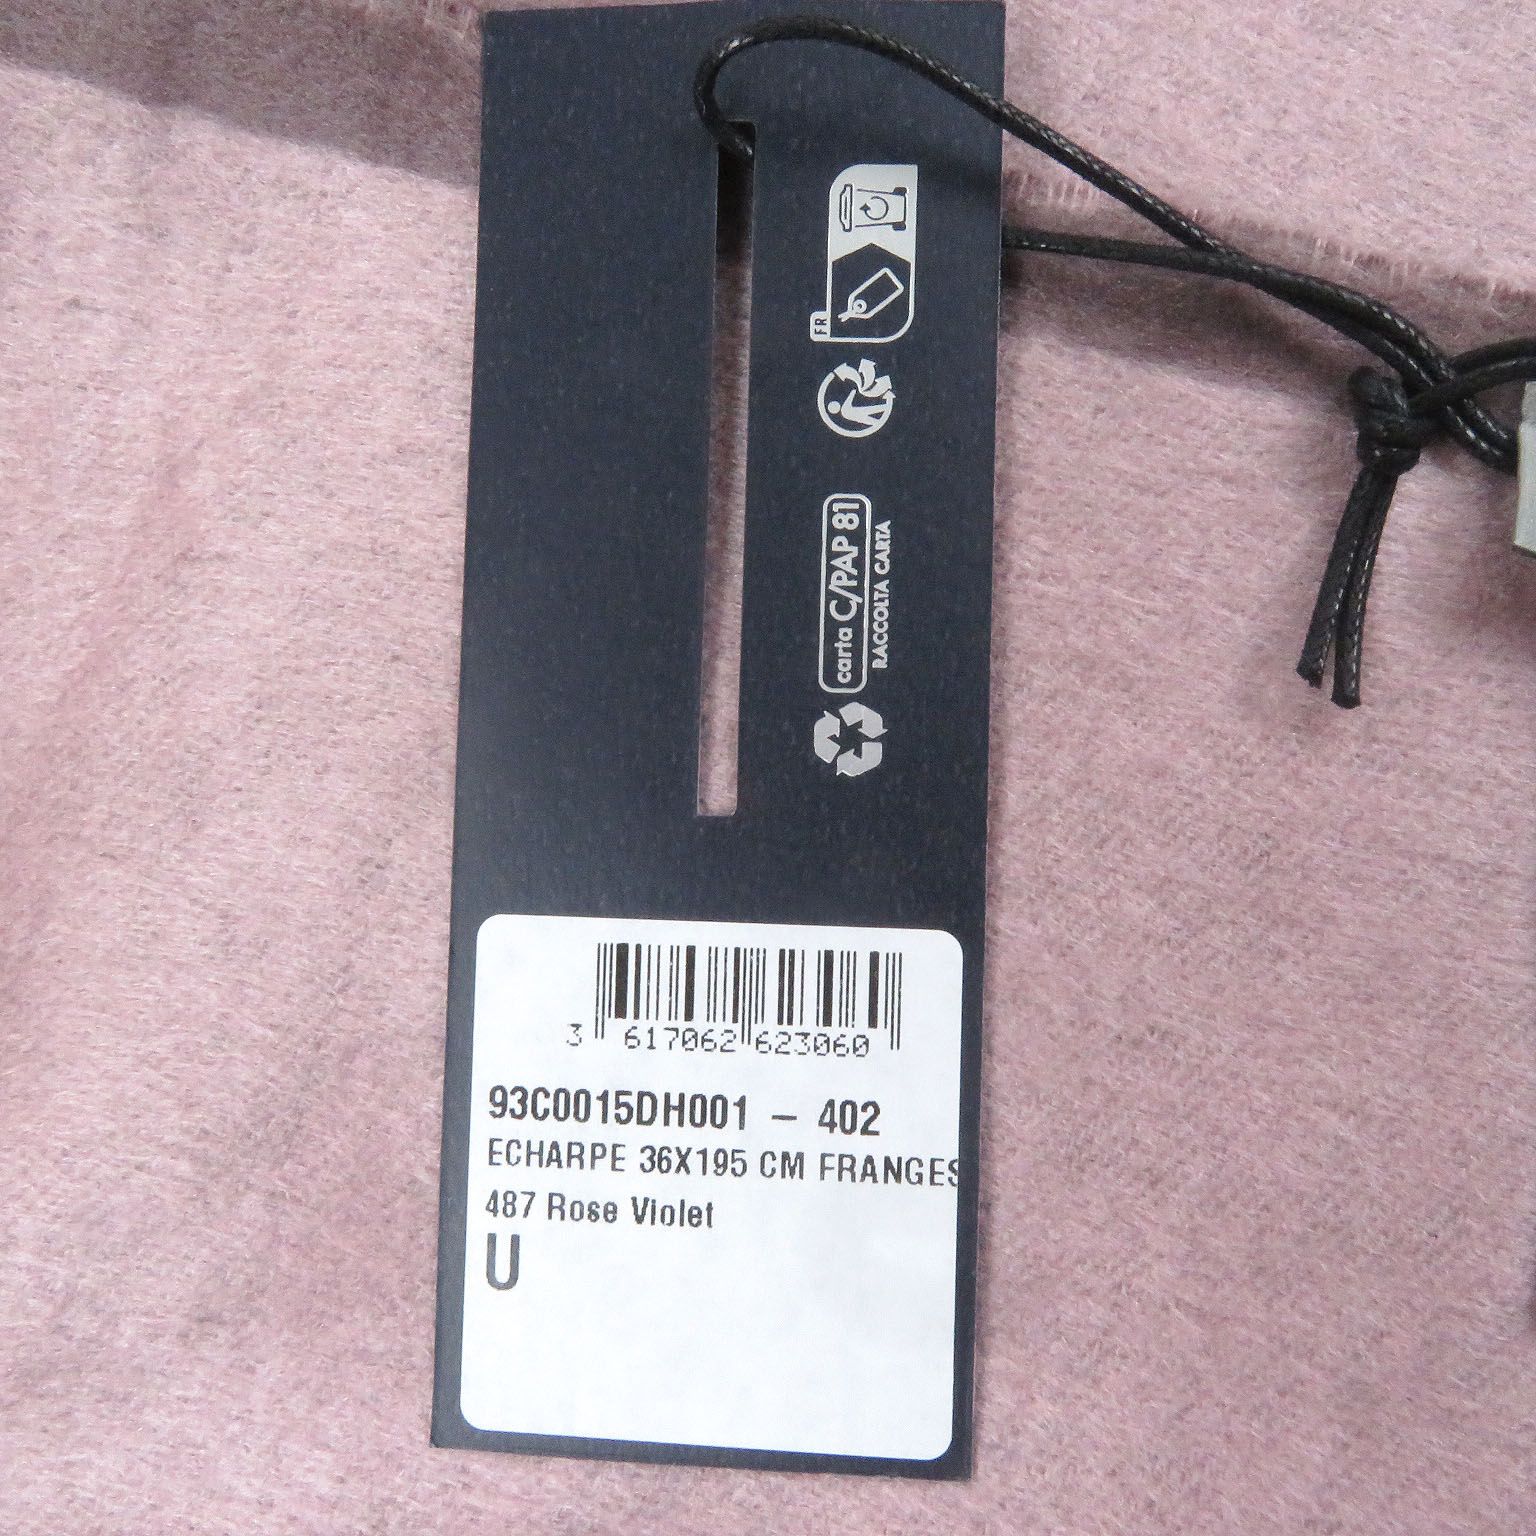 FR
carta C/PAP 81
RACCOLTA CARTA
3 617062 623060
93C0015DH001 - 402
ECHARPE 36X195 CM FRANGES
487 Rose Violet
U